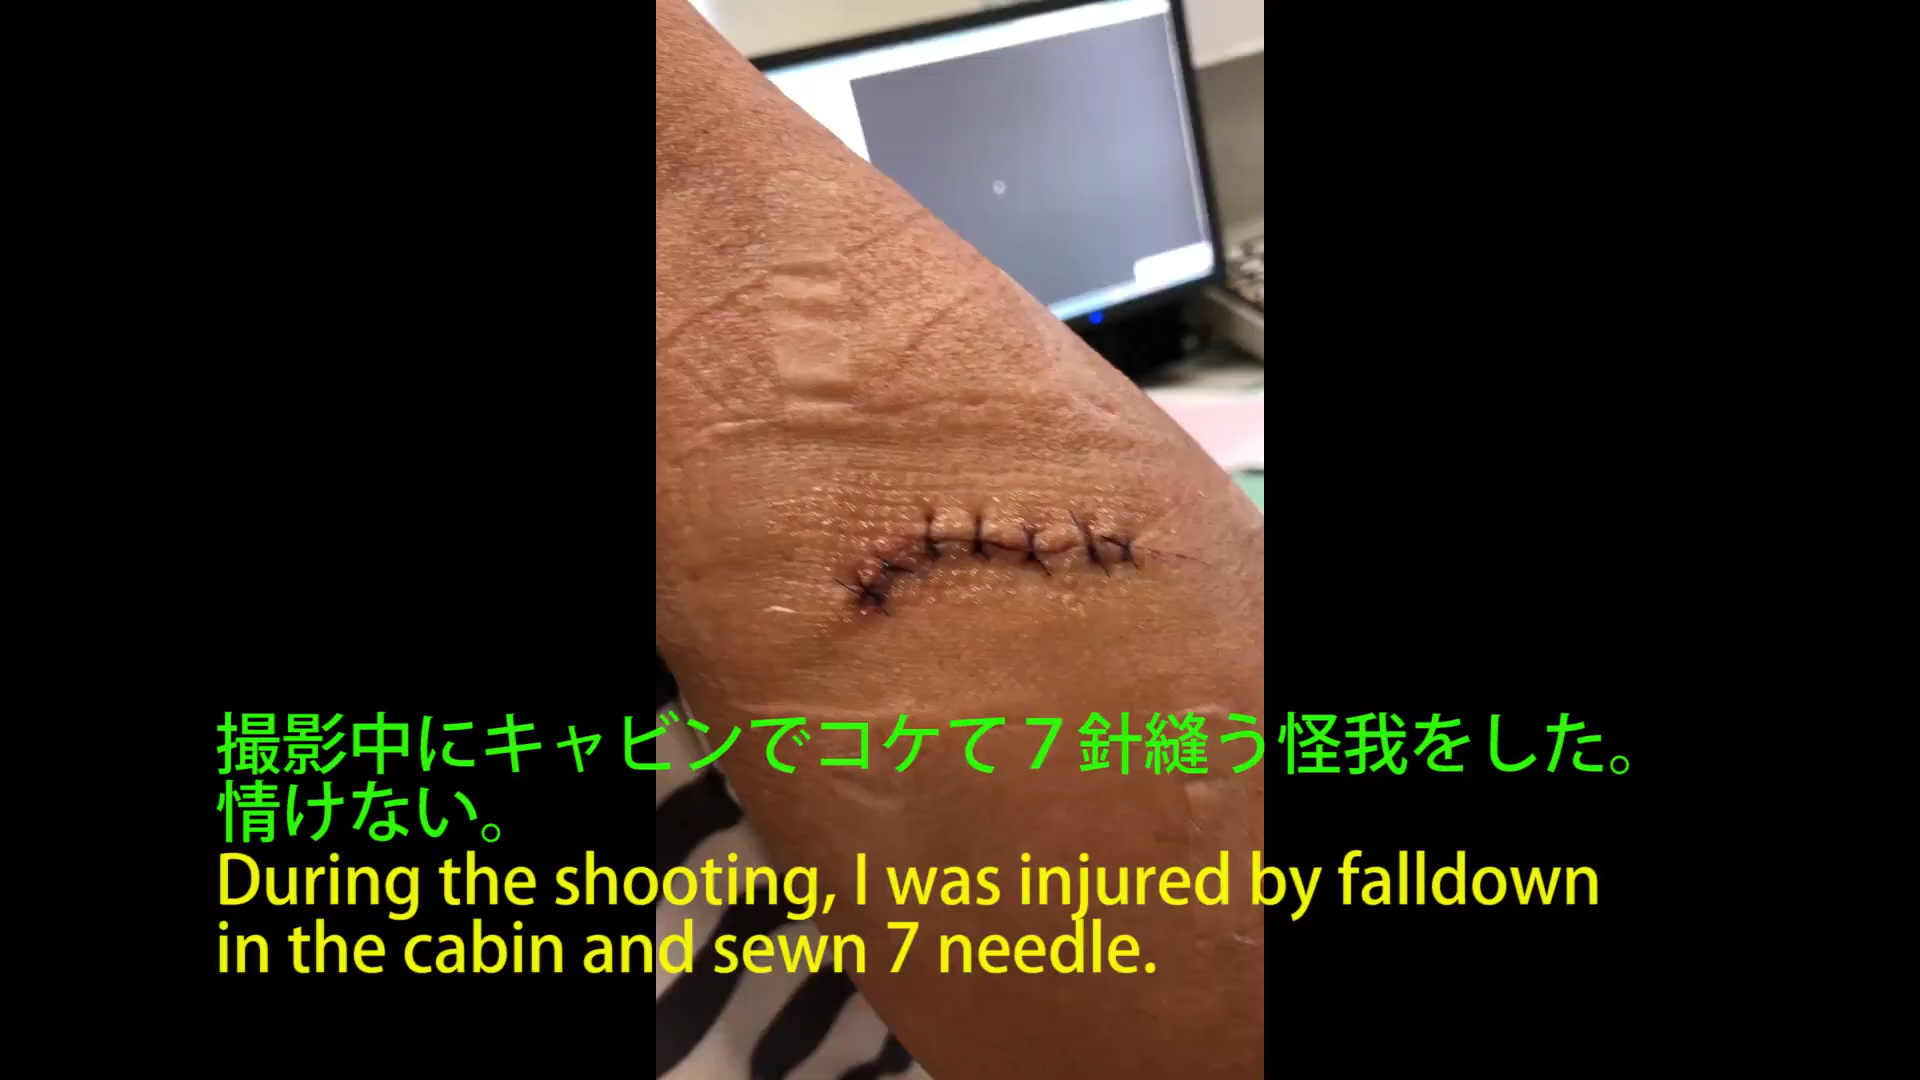 撮影中にキャビンでコケて７針縫う怪我をした。
情けない。
During the shooting, I was injured by falldown
in the cabin and sewn 7 needle.